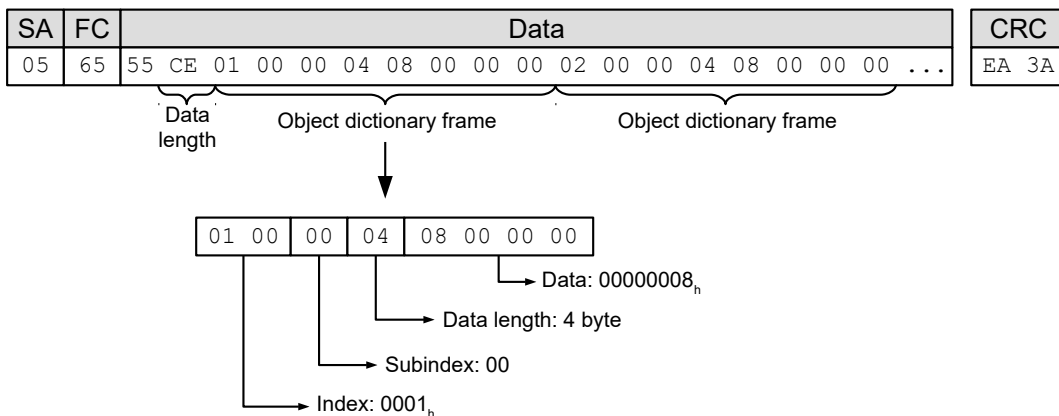 SA FC Data CRC
05 65 55 CE 01 00 00 04 08 00 00 00 02 00 00 04 08 00 00 00 ... EA 3A
Data length
Object dictionary frame
Object dictionary frame
01 00 00 04 08 00 00 00
Data: 00000008h
Data length: 4 byte
Subindex: 00
Index: 0001h